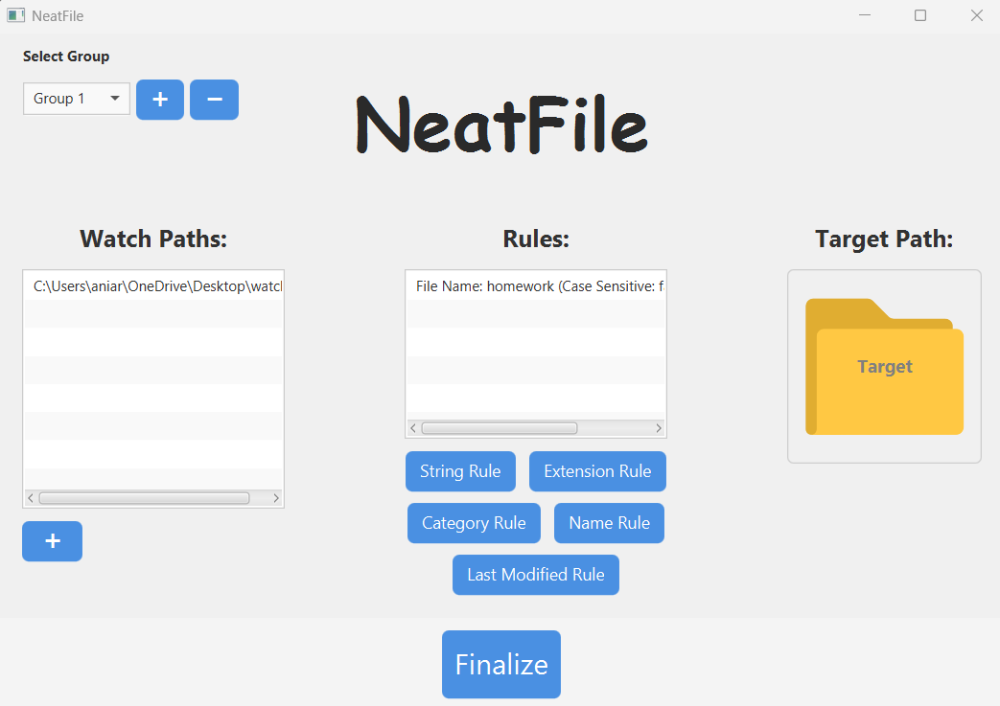 NeatFile
Select Group
Group 1
+
−
NeatFile
Watch Paths:
C:\Users\aniar\OneDrive\Desktop\watcl
+
Rules:
File Name: homework (Case Sensitive: f
String Rule
Extension Rule
Category Rule
Name Rule
Last Modified Rule
Target Path:
Target
Finalize